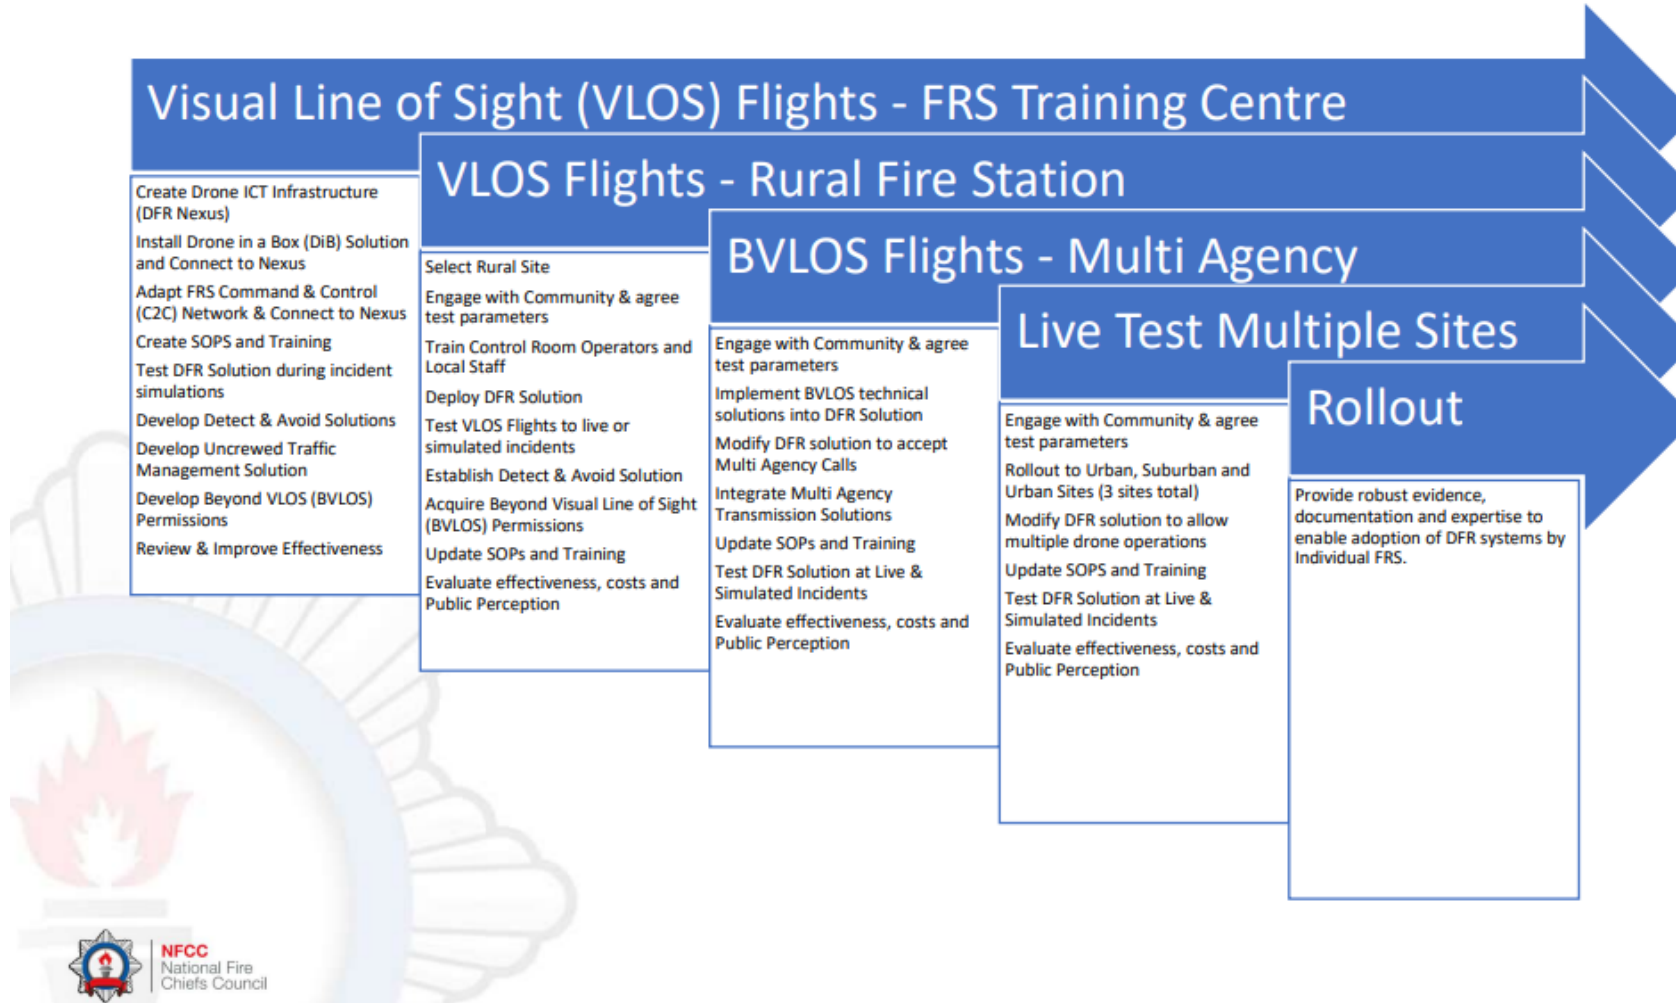 Visual Line of Sight (VLOS) Flights - FRS Training Centre
Create Drone ICT Infrastructure
(DFR Nexus)
Install Drone in a Box (DiB) Solution
and Connect to Nexus
Adapt FRS Command & Control
(C2C) Network & Connect to Nexus
Create SOPS and Training
Test DFR Solution during incident
simulations
Develop Detect & Avoid Solutions
Develop Uncrewed Traffic
Management Solution
Develop Beyond VLOS (BVLOS)
Permissions
Review & Improve Effectiveness
VLOS Flights - Rural Fire Station
Select Rural Site
Engage with Community & agree
test parameters
Train Control Room Operators and
Local Staff
Deploy DFR Solution
Test VLOS Flights to live or
simulated incidents
Establish Detect & Avoid Solution
Acquire Beyond Visual Line of Sight
(BVLOS) Permissions
Update SOPs and Training
Evaluate effectiveness, costs and
Public Perception
BVLOS Flights - Multi Agency
Engage with Community & agree
test parameters
Implement BVLOS technical
solutions into DFR Solution
Modify DFR solution to accept
Multi Agency Calls
Integrate Multi Agency
Transmission Solutions
Update SOPs and Training
Test DFR Solution at Live &
Simulated Incidents
Evaluate effectiveness, costs and
Public Perception
Live Test Multiple Sites
Engage with Community & agree
test parameters
Rollout to Urban, Suburban and
Urban Sites (3 sites total)
Modify DFR solution to allow
multiple drone operations
Update SOPS and Training
Test DFR Solution at Live &
Simulated Incidents
Evaluate effectiveness, costs and
Public Perception
Rollout
Provide robust evidence,
documentation and expertise to
enable adoption of DFR systems by
Individual FRS.
NFCC
National Fire
Chiefs Council